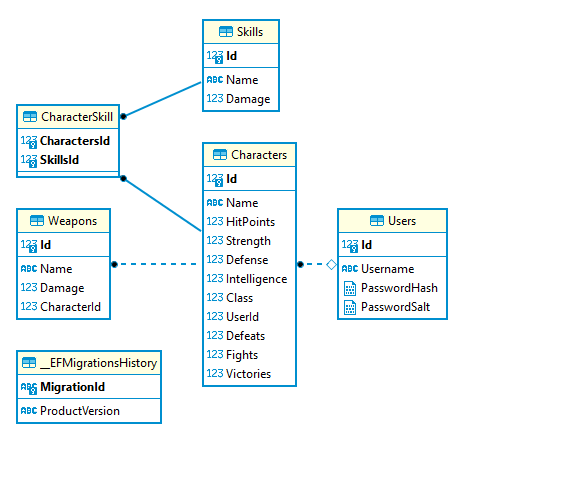 Skills
123 Id
ABC Name
123 Damage
CharacterSkill
123 CharactersId
123 SkillsId
Characters
123 Id
ABC Name
123 HitPoints
123 Strength
123 Defense
123 Intelligence
123 Class
123 UserId
123 Defeats
123 Fights
123 Victories
Weapons
123 Id
ABC Name
123 Damage
123 CharacterId
Users
123 Id
ABC Username
PasswordHash
PasswordSalt
__EFMigrationsHistory
ABC MigrationId
ABC ProductVersion